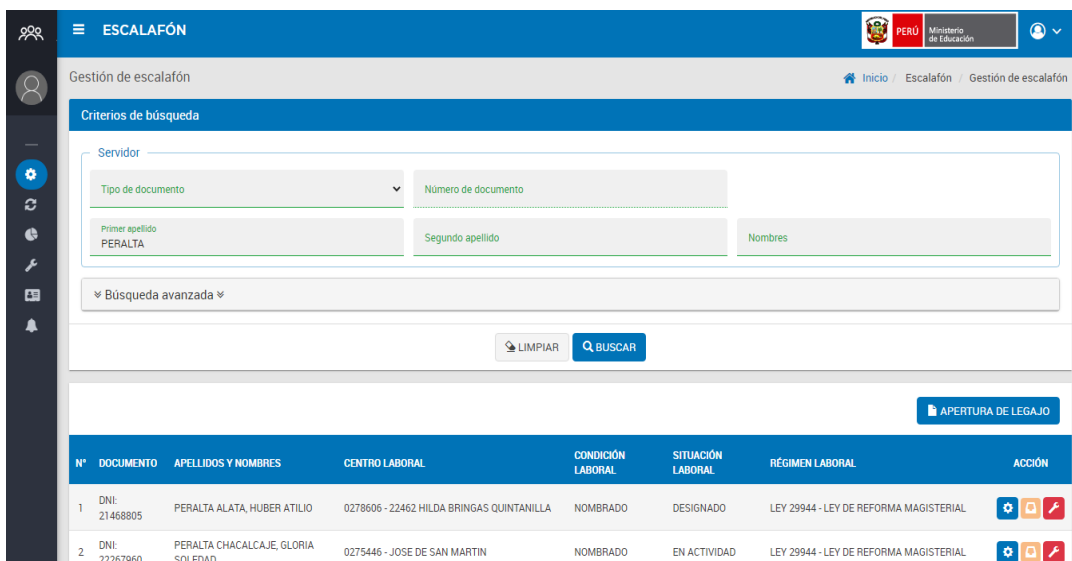 ESCALAFÓN
PERÚ Ministerio de Educación
Gestión de escalafón
Inicio / Escalafón / Gestión de escalafón
Criterios de búsqueda
Servidor
Tipo de documento Número de documento
Primer apellido
PERALTA Segundo apellido Nombres
Búsqueda avanzada
LIMPIAR BUSCAR
APERTURA DE LEGAJO
N° DOCUMENTO APELLIDOS Y NOMBRES CENTRO LABORAL CONDICIÓN LABORAL SITUACIÓN LABORAL RÉGIMEN LABORAL ACCIÓN
1 DNI: 21468805 PERALTA ALATA, HUBER ATILIO 0278606 - 22462 HILDA BRINGAS QUINTANILLA NOMBRADO DESIGNADO LEY 29944 - LEY DE REFORMA MAGISTERIAL
2 DNI: 22267960 PERALTA CHACALCAJE, GLORIA SOLEDAD 0275446 - JOSE DE SAN MARTIN NOMBRADO EN ACTIVIDAD LEY 29944 - LEY DE REFORMA MAGISTERIAL